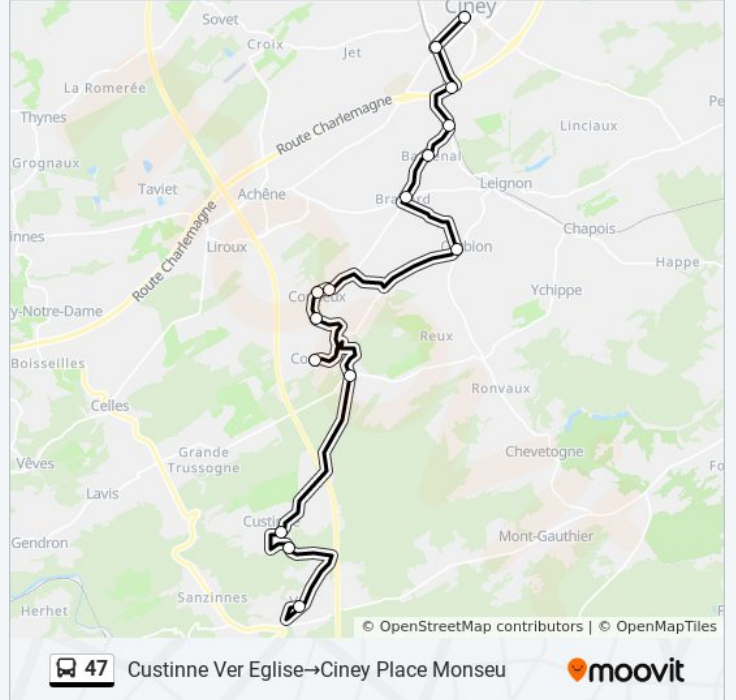 Ciney
Sovet
Croix
Jet
La Romerée
Thynes
Route Charlemagne
Linciaux
Grognaux
Taviet
Achêne
Leignon
Chapois
Liroux
Happe
Route Charlemagne
Ychippe
y-Notre-Dame
Reux
Boisseilles
Ronvaux
Celles
Chevetogne
Grande
Trussogne
Vêves
Lavis
Mont-Gauthier
Gendron
Sanzinnes
Herhet
© OpenStreetMap contributors | © OpenMapTiles
47 Custinne Ver Eglise→Ciney Place Monseu
moovit